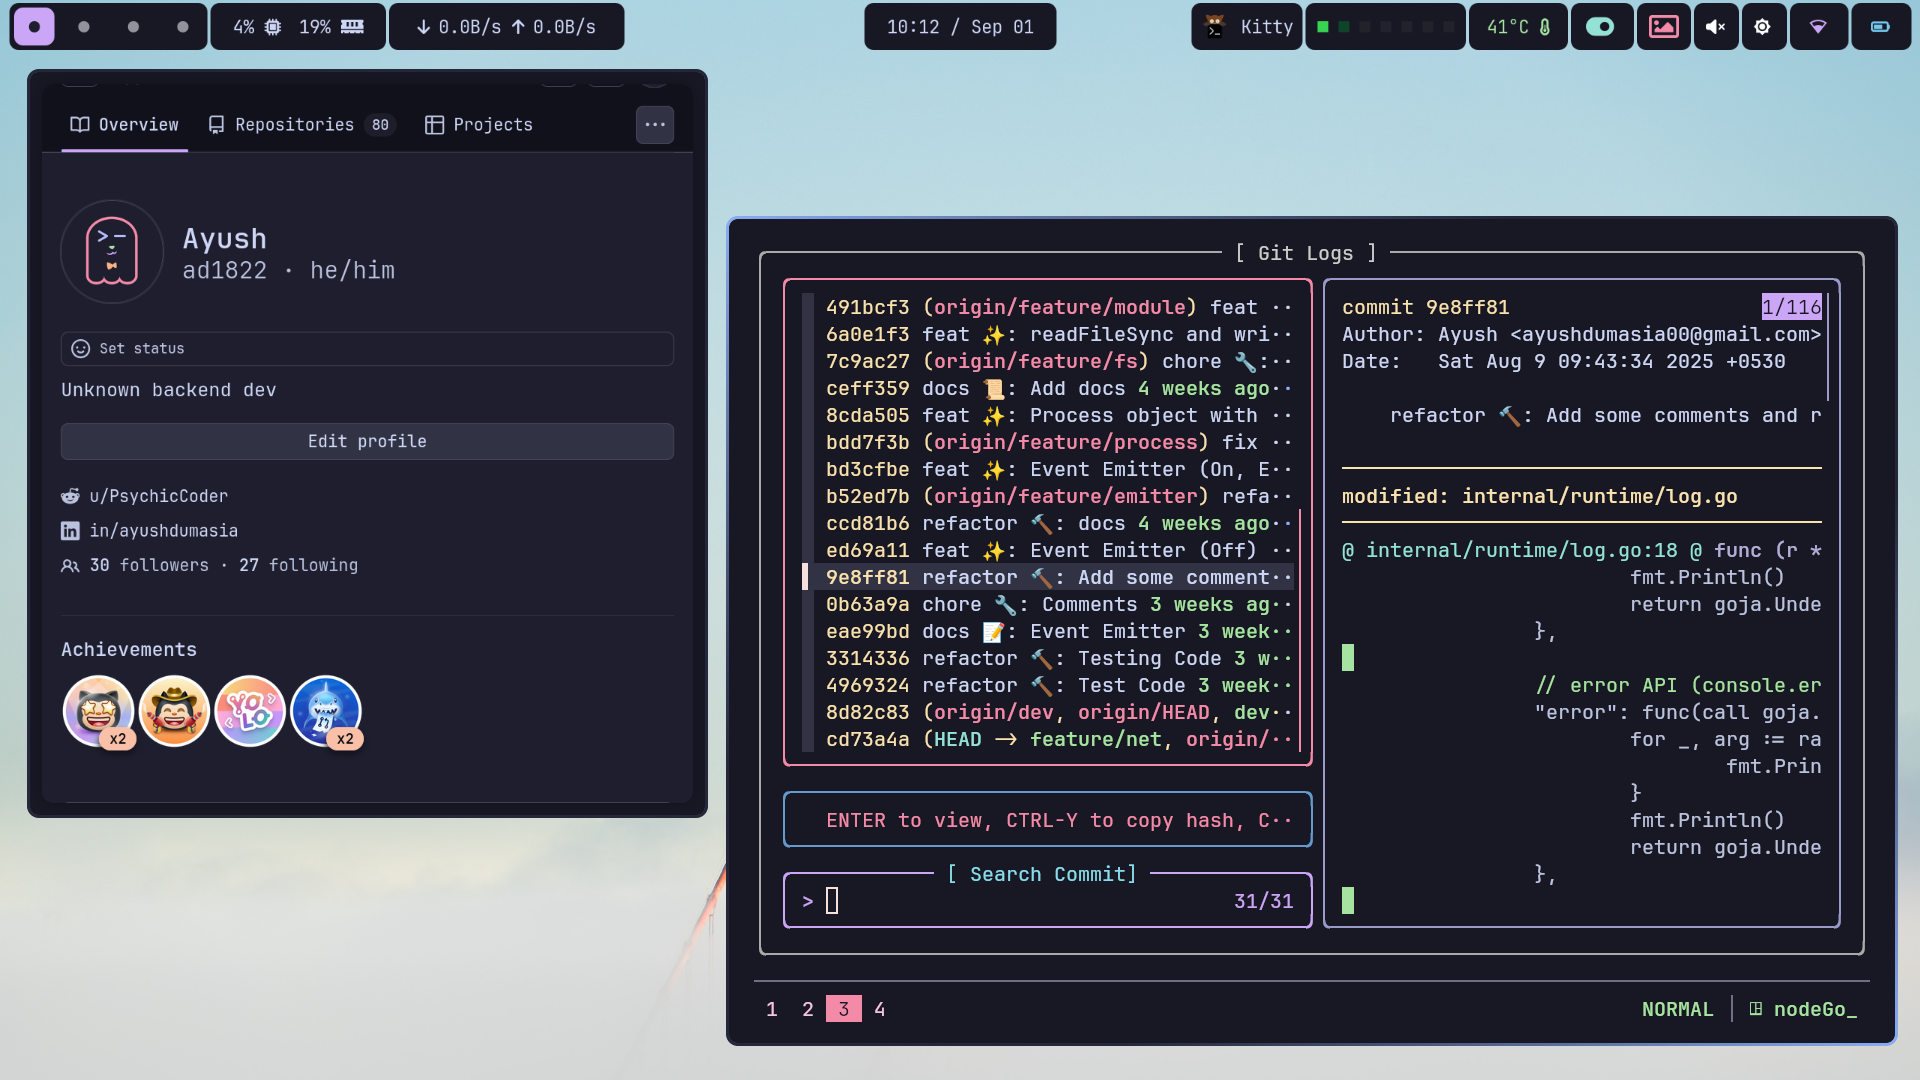 4% 19%
0.0B/s 0.0B/s
10:12 / Sep 01
Kitty
41°C
Overview
Repositories 80
Projects
Ayush
ad1822 · he/him
Set status
Unknown backend dev
Edit profile
u/PsychicCoder
in/ayushdumasia
30 followers · 27 following
Achievements
x2
YOLO
x2
[ Git Logs ]
491bcf3 (origin/feature/module) feat ··
6a0e1f3 feat ✨: readFileSync and wri··
7c9ac27 (origin/feature/fs) chore 🔧:··
ceff359 docs 📜: Add docs 4 weeks ago··
8cda505 feat ✨: Process object with ··
bdd7f3b (origin/feature/process) fix ··
bd3cfbe feat ✨: Event Emitter (On, E··
b52ed7b (origin/feature/emitter) refa··
ccd81b6 refactor 🔨: docs 4 weeks ago··
ed69a11 feat ✨: Event Emitter (Off) ··
9e8ff81 refactor 🔨: Add some comment··
0b63a9a chore 🔧: Comments 3 weeks ag··
eae99bd docs 📝: Event Emitter 3 week··
3314336 refactor 🔨: Testing Code 3 w··
4969324 refactor 🔨: Test Code 3 week··
8d82c83 (origin/dev, origin/HEAD, dev··
cd73a4a (HEAD -> feature/net, origin/··
ENTER to view, CTRL-Y to copy hash, C··
[ Search Commit]
> 31/31
commit 9e8ff81 1/116
Author: Ayush <ayushdumasia00@gmail.com>
Date:   Sat Aug 9 09:43:34 2025 +0530
refactor 🔨: Add some comments and r
modified: internal/runtime/log.go
@ internal/runtime/log.go:18 @ func (r *
fmt.Println()
return goja.Unde
},
// error API (console.er
"error": func(call goja.
for _, arg := ra
fmt.Prin
}
fmt.Println()
return goja.Unde
},
1 2 3 4
NORMAL
nodeGo_